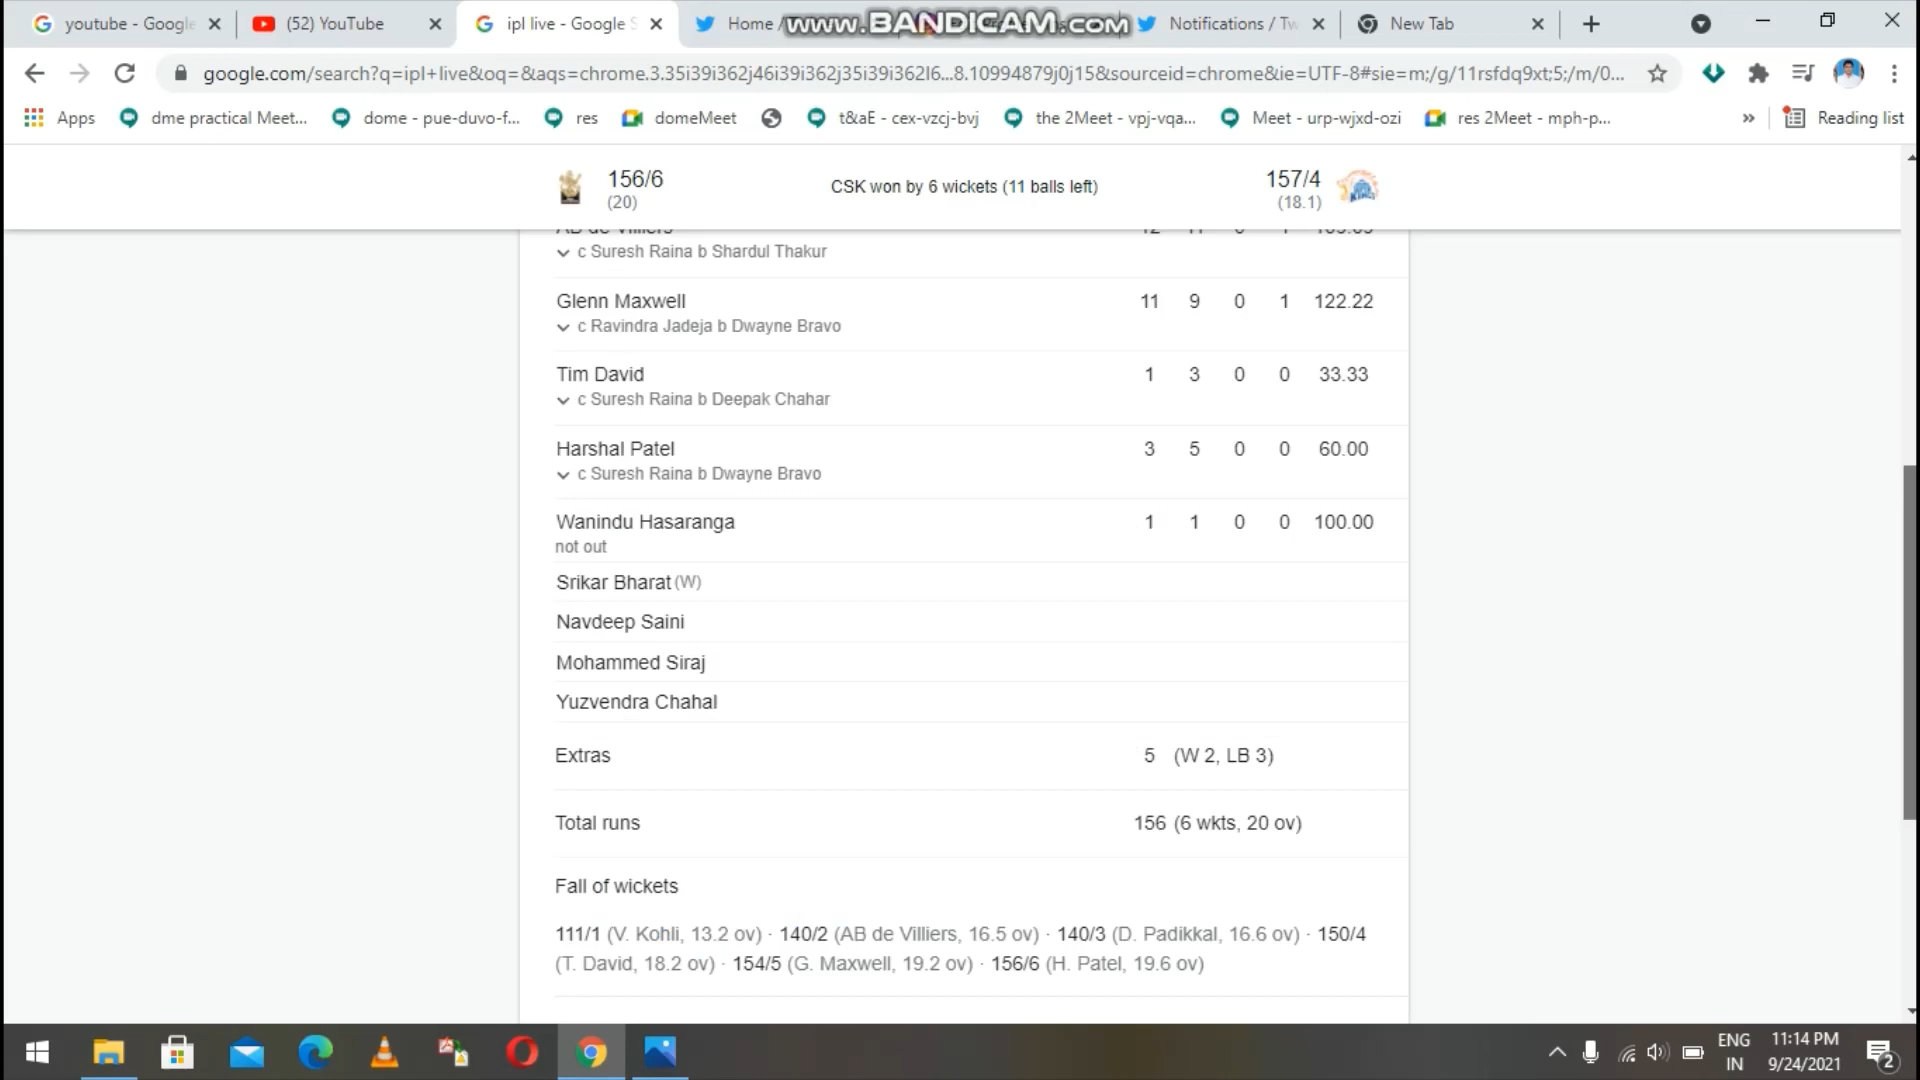 youtube - Google
(52) YouTube
ipl live - Google S
Home /
www.BANDICAM.com
Notifications / Tw
New Tab
google.com/search?q=ipl+live&oq=&aqs=chrome.3.35i39i362j46i39i362j35i39i362l6...8.10994879j0j15&sourceid=chrome&ie=UTF-8#sie=m;/g/11rsfdq9xt;5;/m/0...
Apps
dme practical Meet...
dome - pue-duvo-f...
res
domeMeet
t&aE - cex-vzcj-bvj
the 2Meet - vpj-vqa...
Meet - urp-wjxd-ozi
res 2Meet - mph-p...
»
Reading list
156/6
(20)
CSK won by 6 wickets (11 balls left)
157/4
(18.1)
AB de Villiers 12 11 0 1
c Suresh Raina b Shardul Thakur
Glenn Maxwell 11 9 0 1 122.22
c Ravindra Jadeja b Dwayne Bravo
Tim David 1 3 0 0 33.33
c Suresh Raina b Deepak Chahar
Harshal Patel 3 5 0 0 60.00
c Suresh Raina b Dwayne Bravo
Wanindu Hasaranga 1 1 0 0 100.00
not out
Srikar Bharat (W)
Navdeep Saini
Mohammed Siraj
Yuzvendra Chahal
Extras 5 (W 2, LB 3)
Total runs 156 (6 wkts, 20 ov)
Fall of wickets
111/1 (V. Kohli, 13.2 ov) · 140/2 (AB de Villiers, 16.5 ov) · 140/3 (D. Padikkal, 16.6 ov) · 150/4
(T. David, 18.2 ov) · 154/5 (G. Maxwell, 19.2 ov) · 156/6 (H. Patel, 19.6 ov)
ENG
IN
11:14 PM
9/24/2021
2